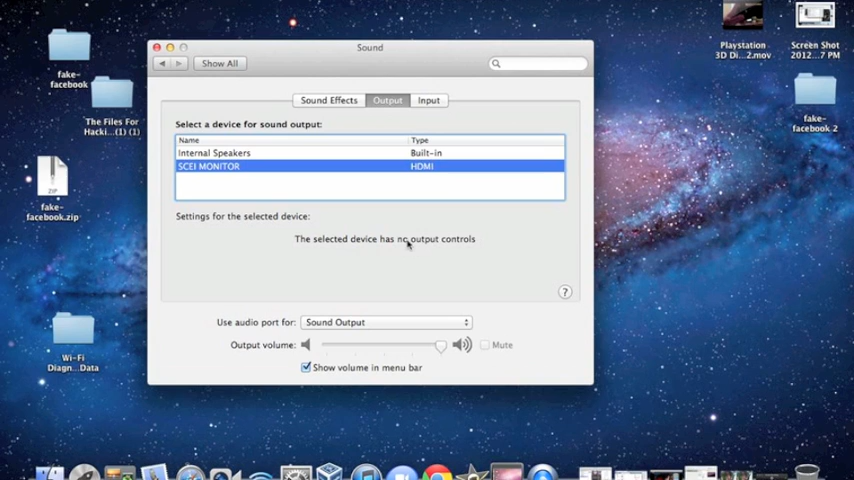 Sound
Show All
Sound Effects
Output
Input
Select a device for sound output:
Name Type
Internal Speakers Built-in
SCEI MONITOR HDMI
Settings for the selected device:
The selected device has no output controls
?
Use audio port for: Sound Output
Output volume: Mute
Show volume in menu bar
fake-
facebook
The Files For
Hacki...(1) (1)
ZIP
fake-
facebook.zip
Wi-Fi
Diagn...Data
Playstation
3D Di...2.mov
Screen Shot
2012...7 PM
fake-
facebook 2